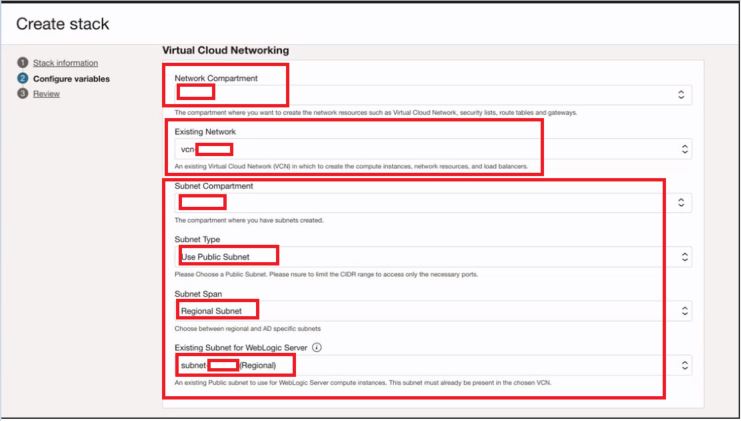 Create stack
1 Stack information
2 Configure variables
3 Review
Virtual Cloud Networking
Network Compartment
The compartment where you want to create the network resources such as Virtual Cloud Network, security lists, route tables and gateways.
Existing Network
vcn-
An existing Virtual Cloud Network (VCN) in which to create the compute instances, network resources, and load balancers.
Subnet Compartment
The compartment where you have subnets created.
Subnet Type
Use Public Subnet
Please Choose a Public Subnet. Please nsure to limit the CIDR range to access only the necessary ports.
Subnet Span
Regional Subnet
Choose between regional and AD specific subnets
Existing Subnet for WebLogic Server i
subnet- (Regional)
An existing Public subnet to use for WebLogic Server compute instances. This subnet must already be present in the chosen VCN.